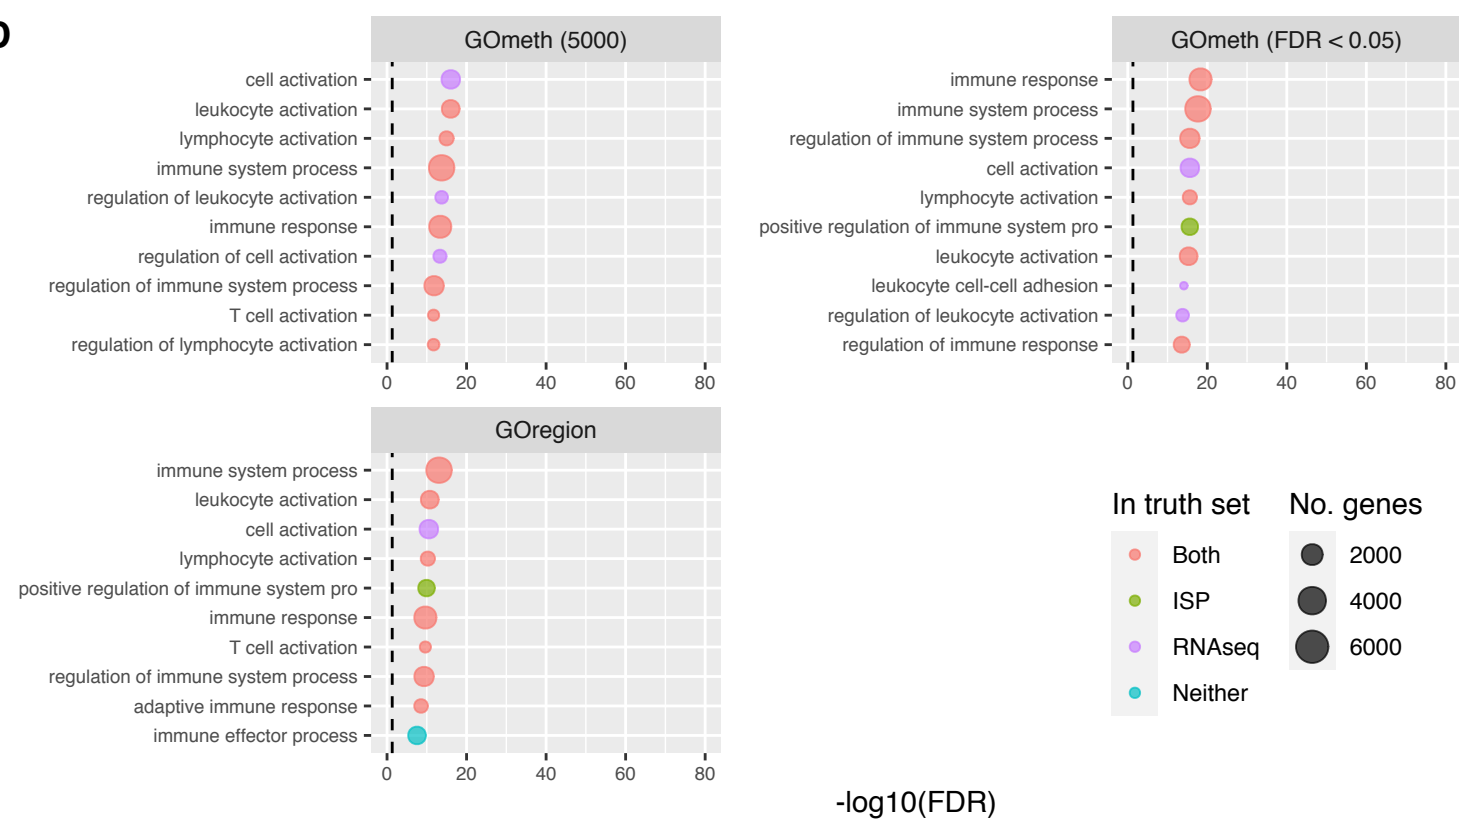 GOmeth (5000)
cell activation
leukocyte activation
lymphocyte activation
immune system process
regulation of leukocyte activation
immune response
regulation of cell activation
regulation of immune system process
T cell activation
regulation of lymphocyte activation
0 20 40 60 80
GOmeth (FDR < 0.05)
immune response
immune system process
regulation of immune system process
cell activation
lymphocyte activation
positive regulation of immune system pro
leukocyte activation
leukocyte cell-cell adhesion
regulation of leukocyte activation
regulation of immune response
0 20 40 60 80
GOregion
immune system process
leukocyte activation
cell activation
lymphocyte activation
positive regulation of immune system pro
immune response
T cell activation
regulation of immune system process
adaptive immune response
immune effector process
0 20 40 60 80
In truth set
Both
ISP
RNAseq
Neither
No. genes
2000
4000
6000
-log10(FDR)